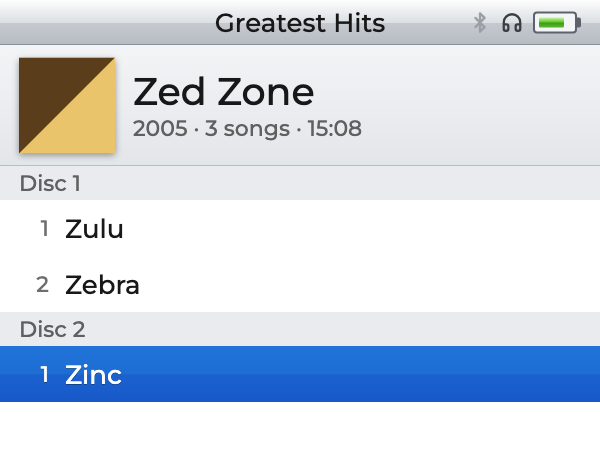 Greatest Hits
Zed Zone
2005 · 3 songs · 15:08
Disc 1
1 Zulu
2 Zebra
Disc 2
1 Zinc